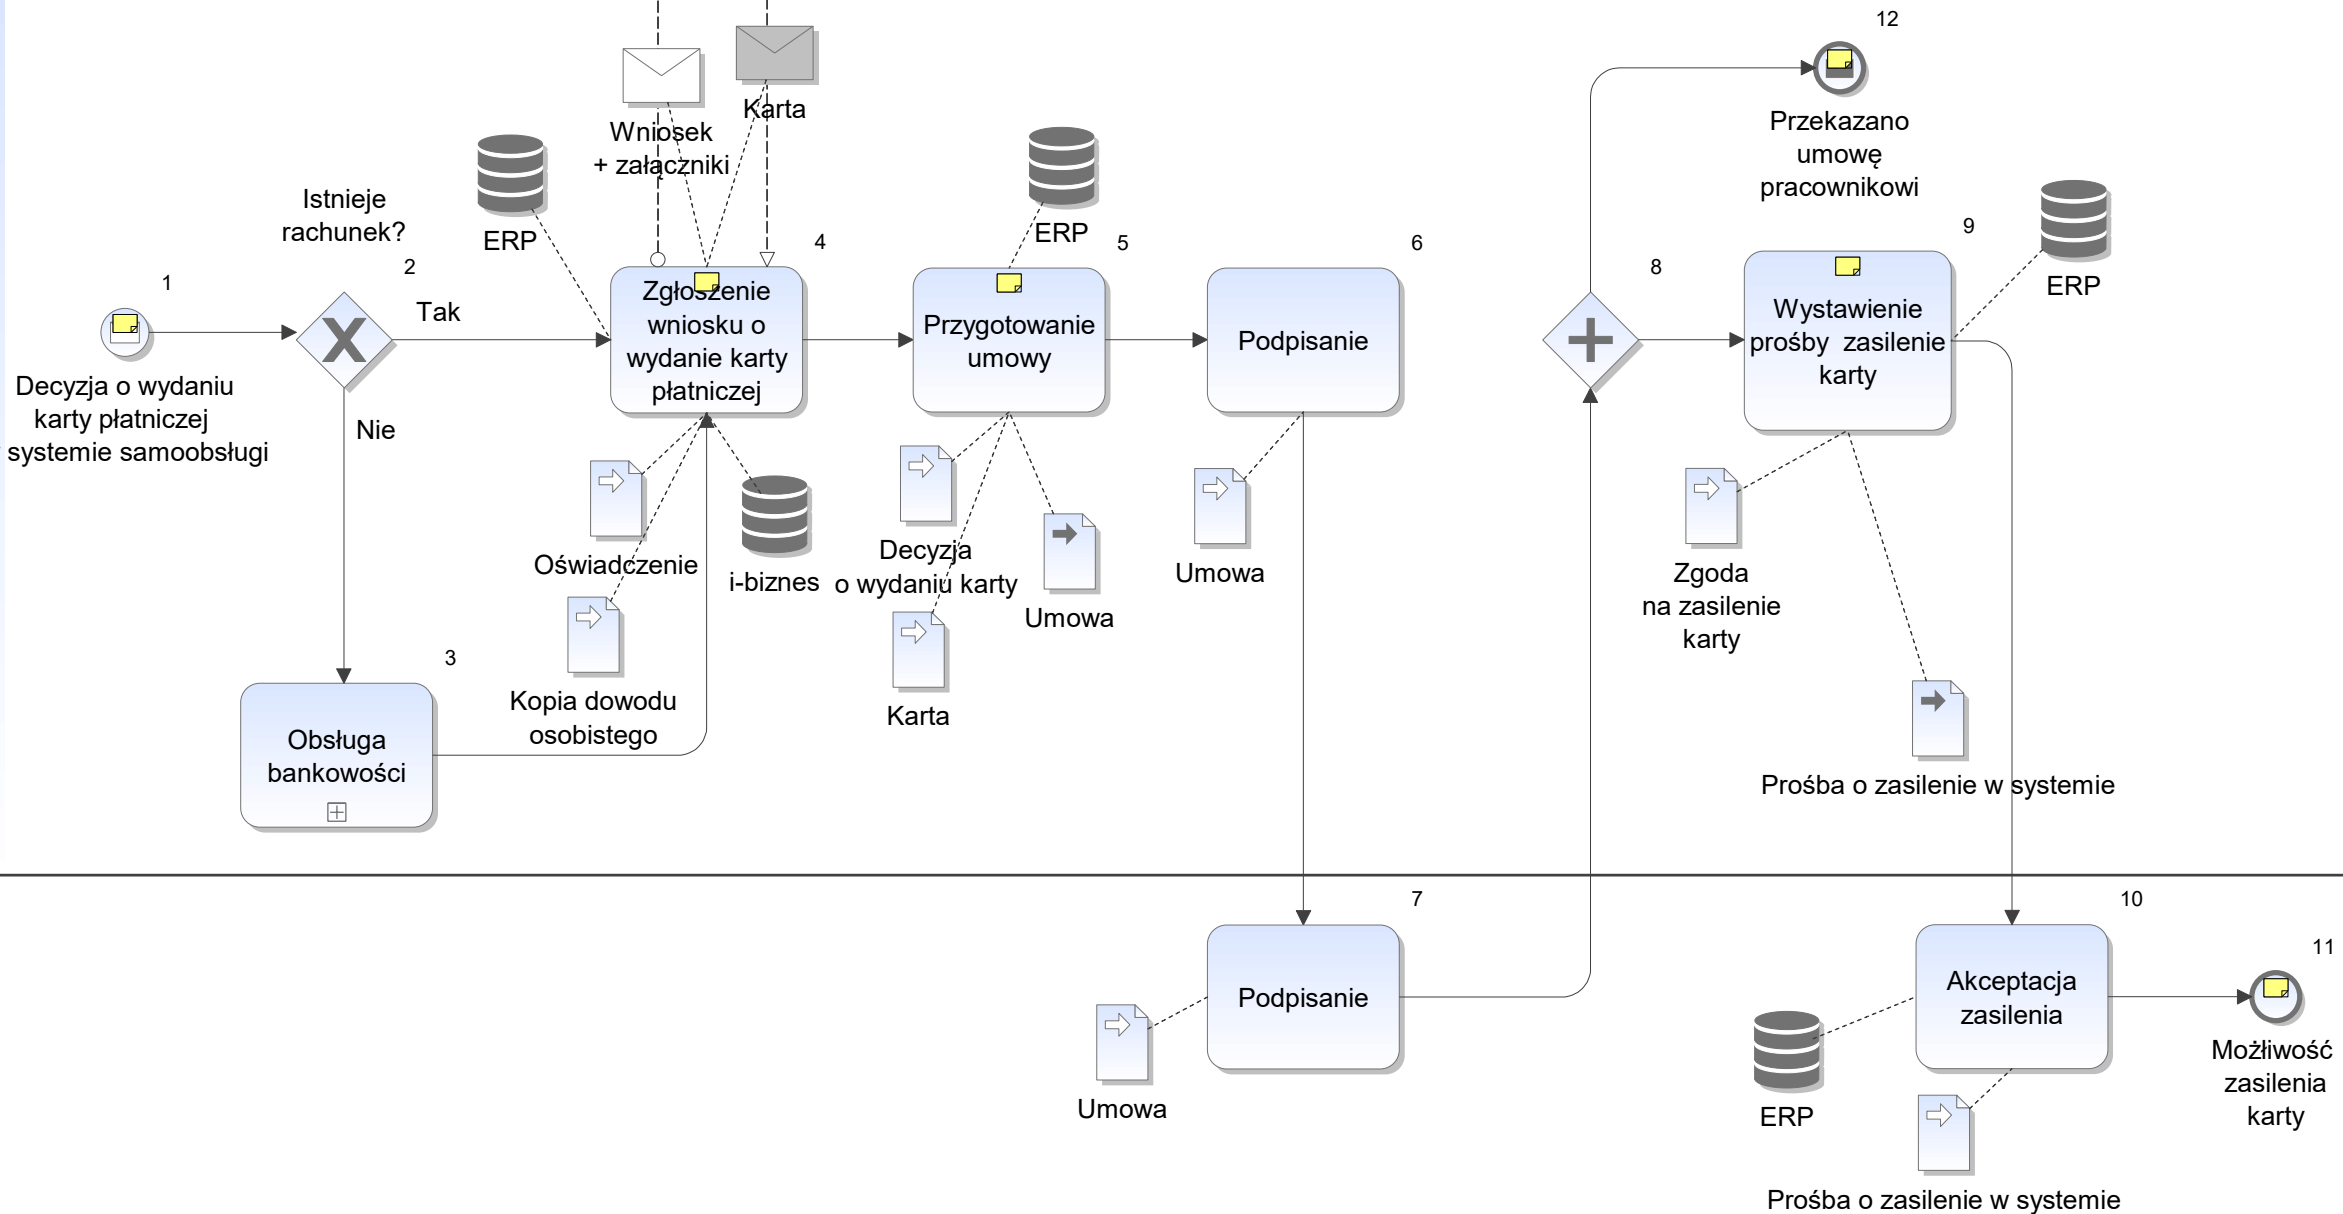 12
Przekazano
umowę
pracownikowi
Karta
Wniosek
+ załączniki
ERP
ERP
ERP
Istnieje
rachunek?
1
2
Tak
Nie
Decyzja o wydaniu
karty płatniczej
systemie samoobsługi
4
Zgłoszenie
wniosku o
wydanie karty
płatniczej
5
Przygotowanie
umowy
6
Podpisanie
8
9
Wystawienie
prośby zasilenie
karty
Oświadczenie
i-biznes
Kopia dowodu
osobistego
Decyzja
o wydaniu karty
Umowa
Karta
Umowa
Zgoda
na zasilenie
karty
Prośba o zasilenie w systemie
3
Obsługa
bankowości
7
Podpisanie
Umowa
10
Akceptacja
zasilenia
11
Możłiwość
zasilenia
karty
ERP
Prośba o zasilenie w systemie